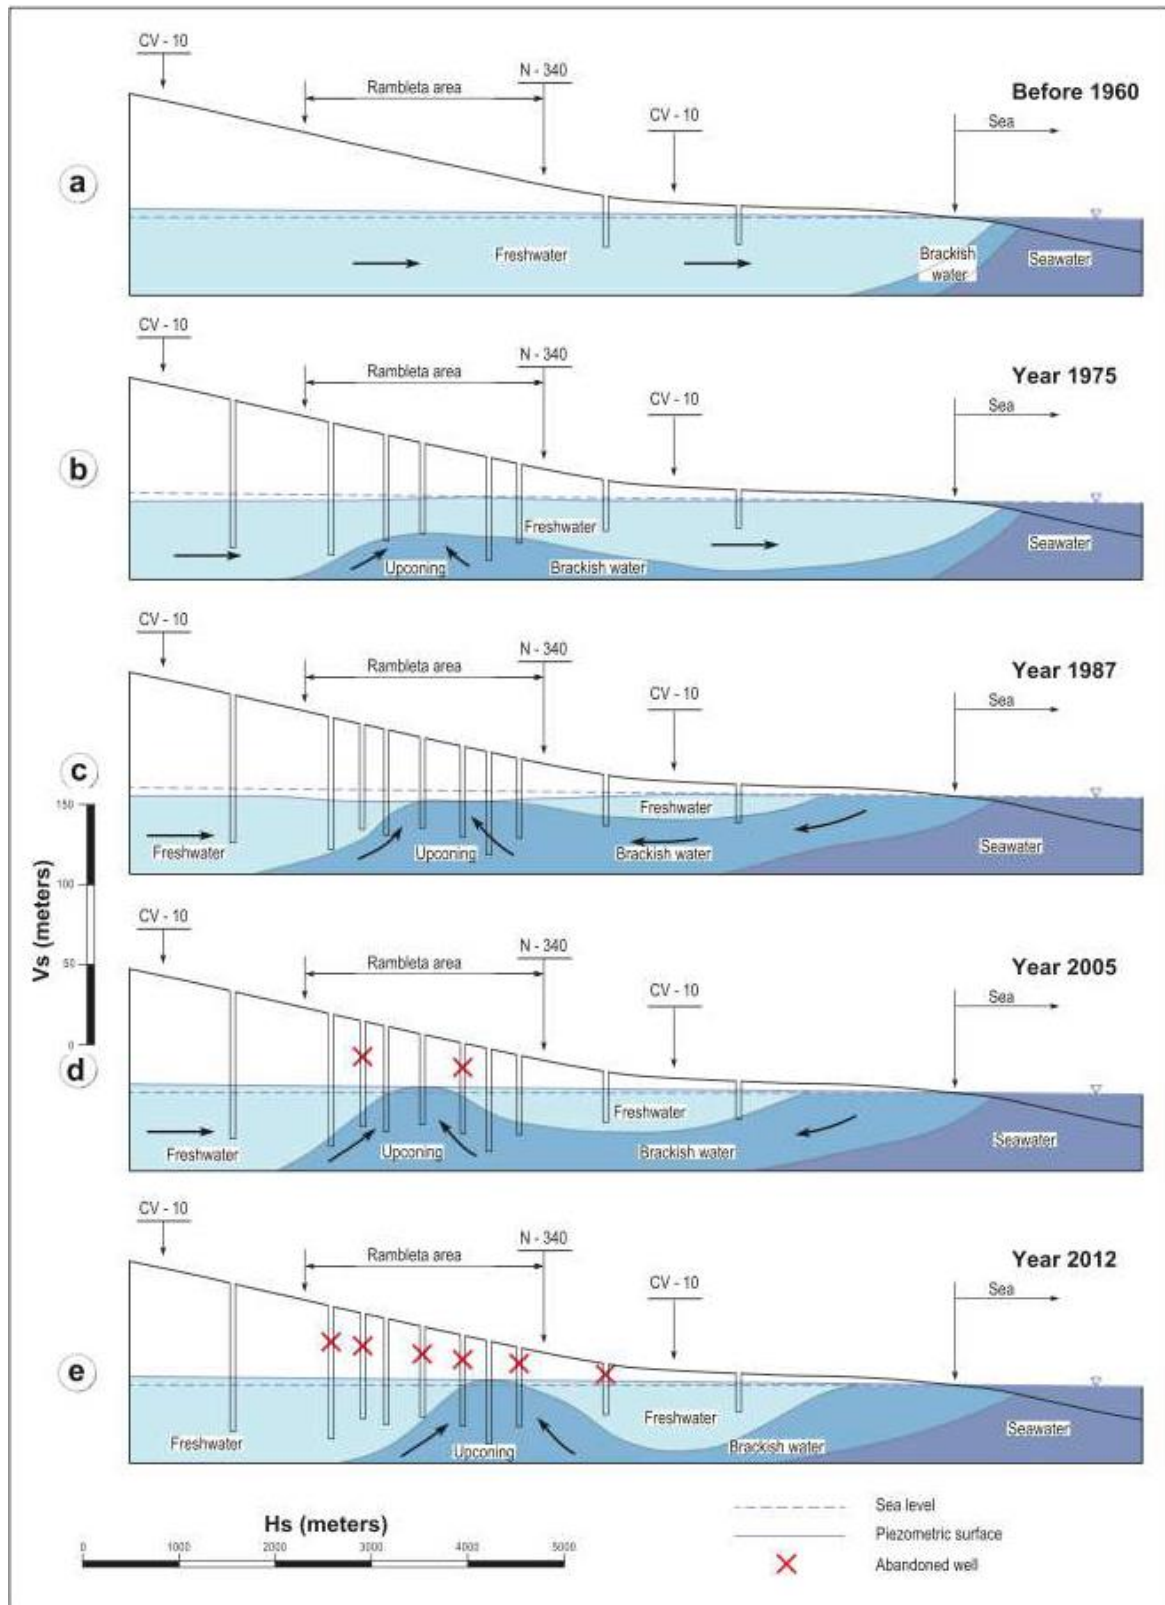 CV - 10
Rambleta area
N - 340
CV - 10
Before 1960
Sea
a
Freshwater
Brackish
water
Seawater
CV - 10
Rambleta area
N - 340
CV - 10
Year 1975
Sea
b
Freshwater
Upconing
Brackish water
Seawater
CV - 10
Rambleta area
N - 340
CV - 10
Year 1987
Sea
c
Freshwater
Freshwater
Upconing
Brackish water
Seawater
150
100
50
0
Vs (meters)
CV - 10
Rambleta area
N - 340
CV - 10
Year 2005
Sea
d
Freshwater
Freshwater
Upconing
Brackish water
Seawater
CV - 10
Rambleta area
N - 340
CV - 10
Year 2012
Sea
e
Freshwater
Freshwater
Upconing
Brackish water
Seawater
Hs (meters)
0 1000 2000 3000 4000 5000
Sea level
Piezometric surface
Abandoned well